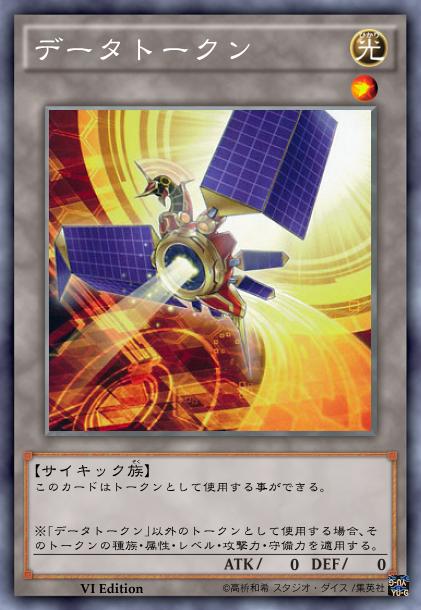 データトークン
ひかり
光
【サイキック族】
ぞく
このカードはトークンとして使用する事ができる。
※「データトークン」以外のトークンとして使用する場合、そ
のトークンの種族・属性・レベル・攻撃力・守備力を適用する。
ATK/ 0 DEF/ 0
VI Edition
©高橋和希 スタジオ・ダイス/集英社